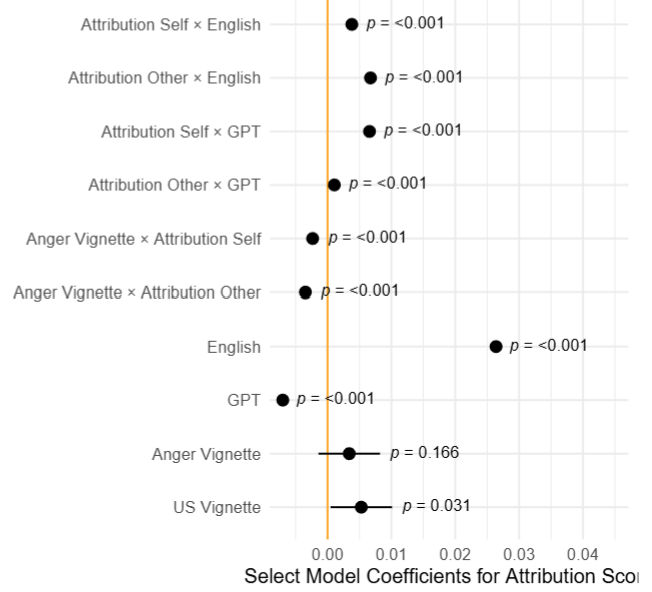 Attribution Self × English p = <0.001
Attribution Other × English p = <0.001
Attribution Self × GPT p = <0.001
Attribution Other × GPT p = <0.001
Anger Vignette × Attribution Self p = <0.001
Anger Vignette × Attribution Other p = <0.001
English p = <0.001
GPT p = <0.001
Anger Vignette p = 0.166
US Vignette p = 0.031
0.00 0.01 0.02 0.03 0.04
Select Model Coefficients for Attribution Scor